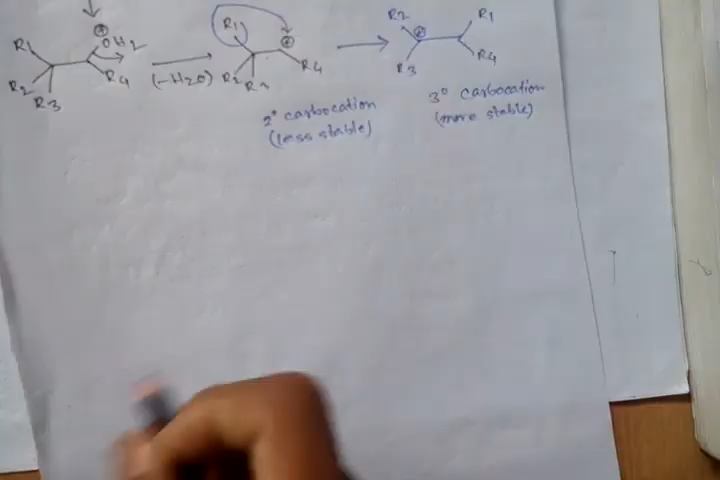 R1 ⊕ OH2 R2 R3 R4
(-H2O)
R1 ⊕ R2 R3 R4
R2 ⊕ R1 R3 R4
2° carbocation
(less stable)
3° carbocation
(more stable)